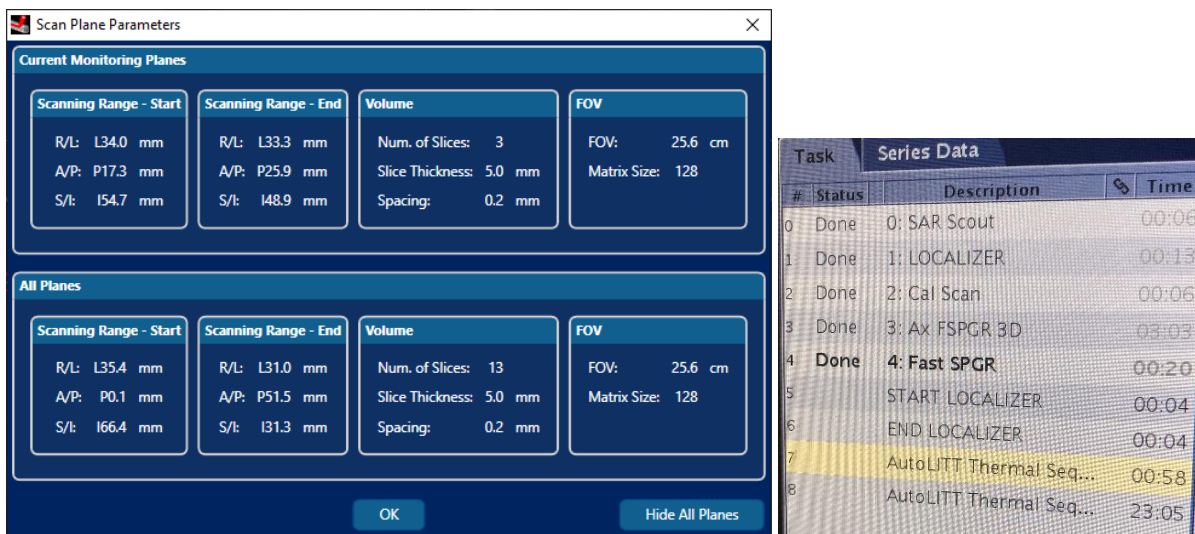 Scan Plane Parameters
Current Monitoring Planes
Scanning Range - Start
R/L: L34.0 mm
A/P: P17.3 mm
S/I: I54.7 mm
Scanning Range - End
R/L: L33.3 mm
A/P: P25.9 mm
S/I: I48.9 mm
Volume
Num. of Slices: 3
Slice Thickness: 5.0 mm
Spacing: 0.2 mm
FOV
FOV: 25.6 cm
Matrix Size: 128
All Planes
Scanning Range - Start
R/L: L35.4 mm
A/P: P0.1 mm
S/I: I66.4 mm
Scanning Range - End
R/L: L31.0 mm
A/P: P51.5 mm
S/I: I31.3 mm
Volume
Num. of Slices: 13
Slice Thickness: 5.0 mm
Spacing: 0.2 mm
FOV
FOV: 25.6 cm
Matrix Size: 128
OK
Hide All Planes
Task
Series Data
# Status Description Time
0 Done 0: SAR Scout 00:06
1 Done 1: LOCALIZER 00:13
2 Done 2: Cal Scan 00:06
3 Done 3: Ax FSPGR 3D 03:03
4 Done 4: Fast SPGR 00:20
5 START LOCALIZER 00:04
6 END LOCALIZER 00:04
7 AutoLITT Thermal Seq... 00:58
8 AutoLITT Thermal Seq... 23:05